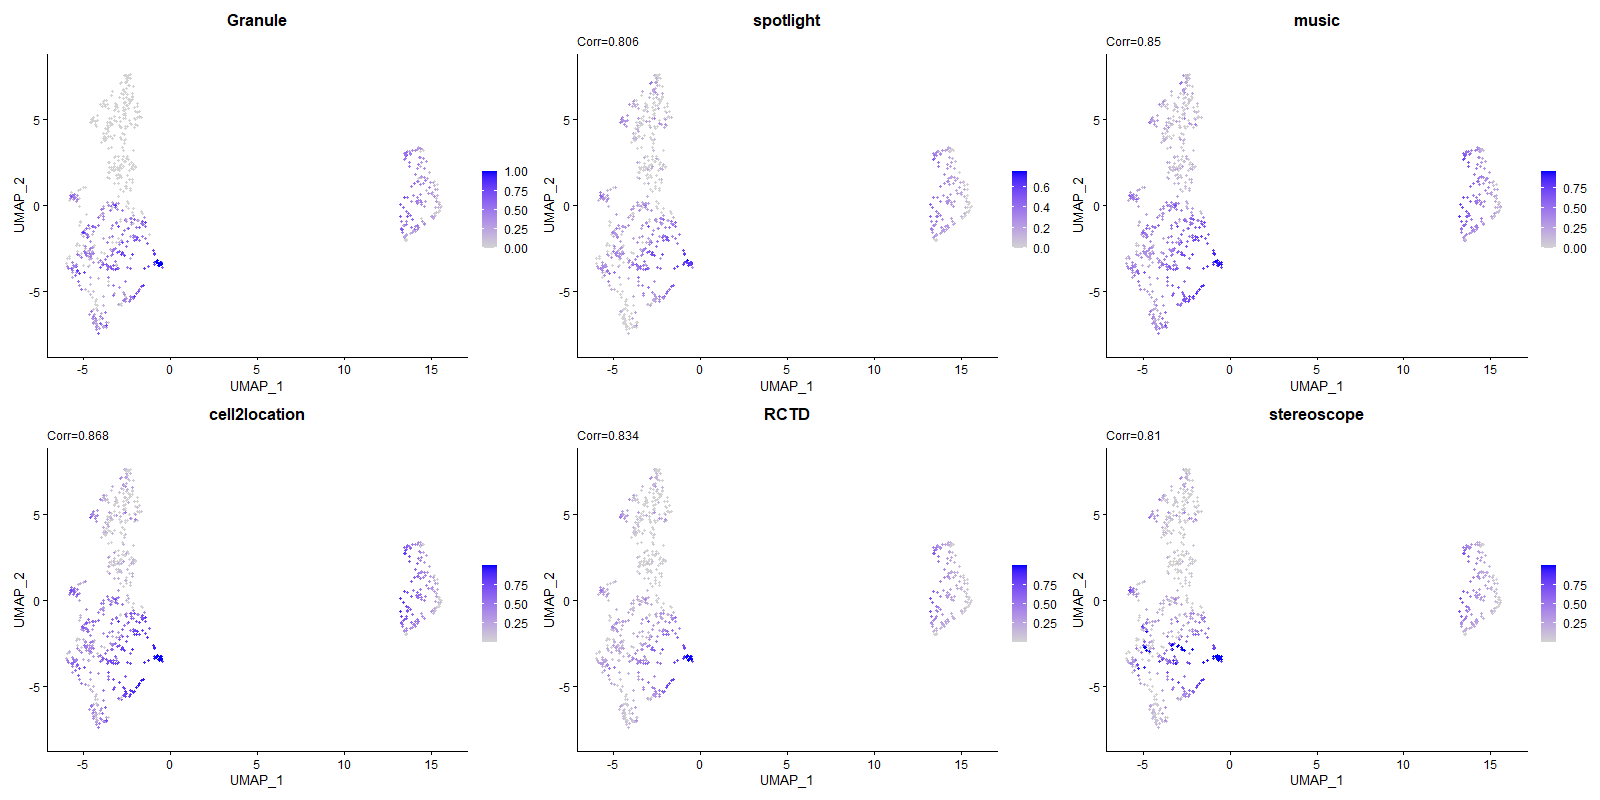 Granule
5
0
-5
UMAP_2
-5 0 5 10 15
UMAP_1
1.00
0.75
0.50
0.25
0.00
spotlight
Corr=0.806
5
0
-5
UMAP_2
-5 0 5 10 15
UMAP_1
0.6
0.4
0.2
0.0
music
Corr=0.85
5
0
-5
UMAP_2
-5 0 5 10 15
UMAP_1
0.75
0.50
0.25
0.00
cell2location
Corr=0.868
5
0
-5
UMAP_2
-5 0 5 10 15
UMAP_1
0.75
0.50
0.25
RCTD
Corr=0.834
5
0
-5
UMAP_2
-5 0 5 10 15
UMAP_1
0.75
0.50
0.25
stereoscope
Corr=0.81
5
0
-5
UMAP_2
-5 0 5 10 15
UMAP_1
0.75
0.50
0.25